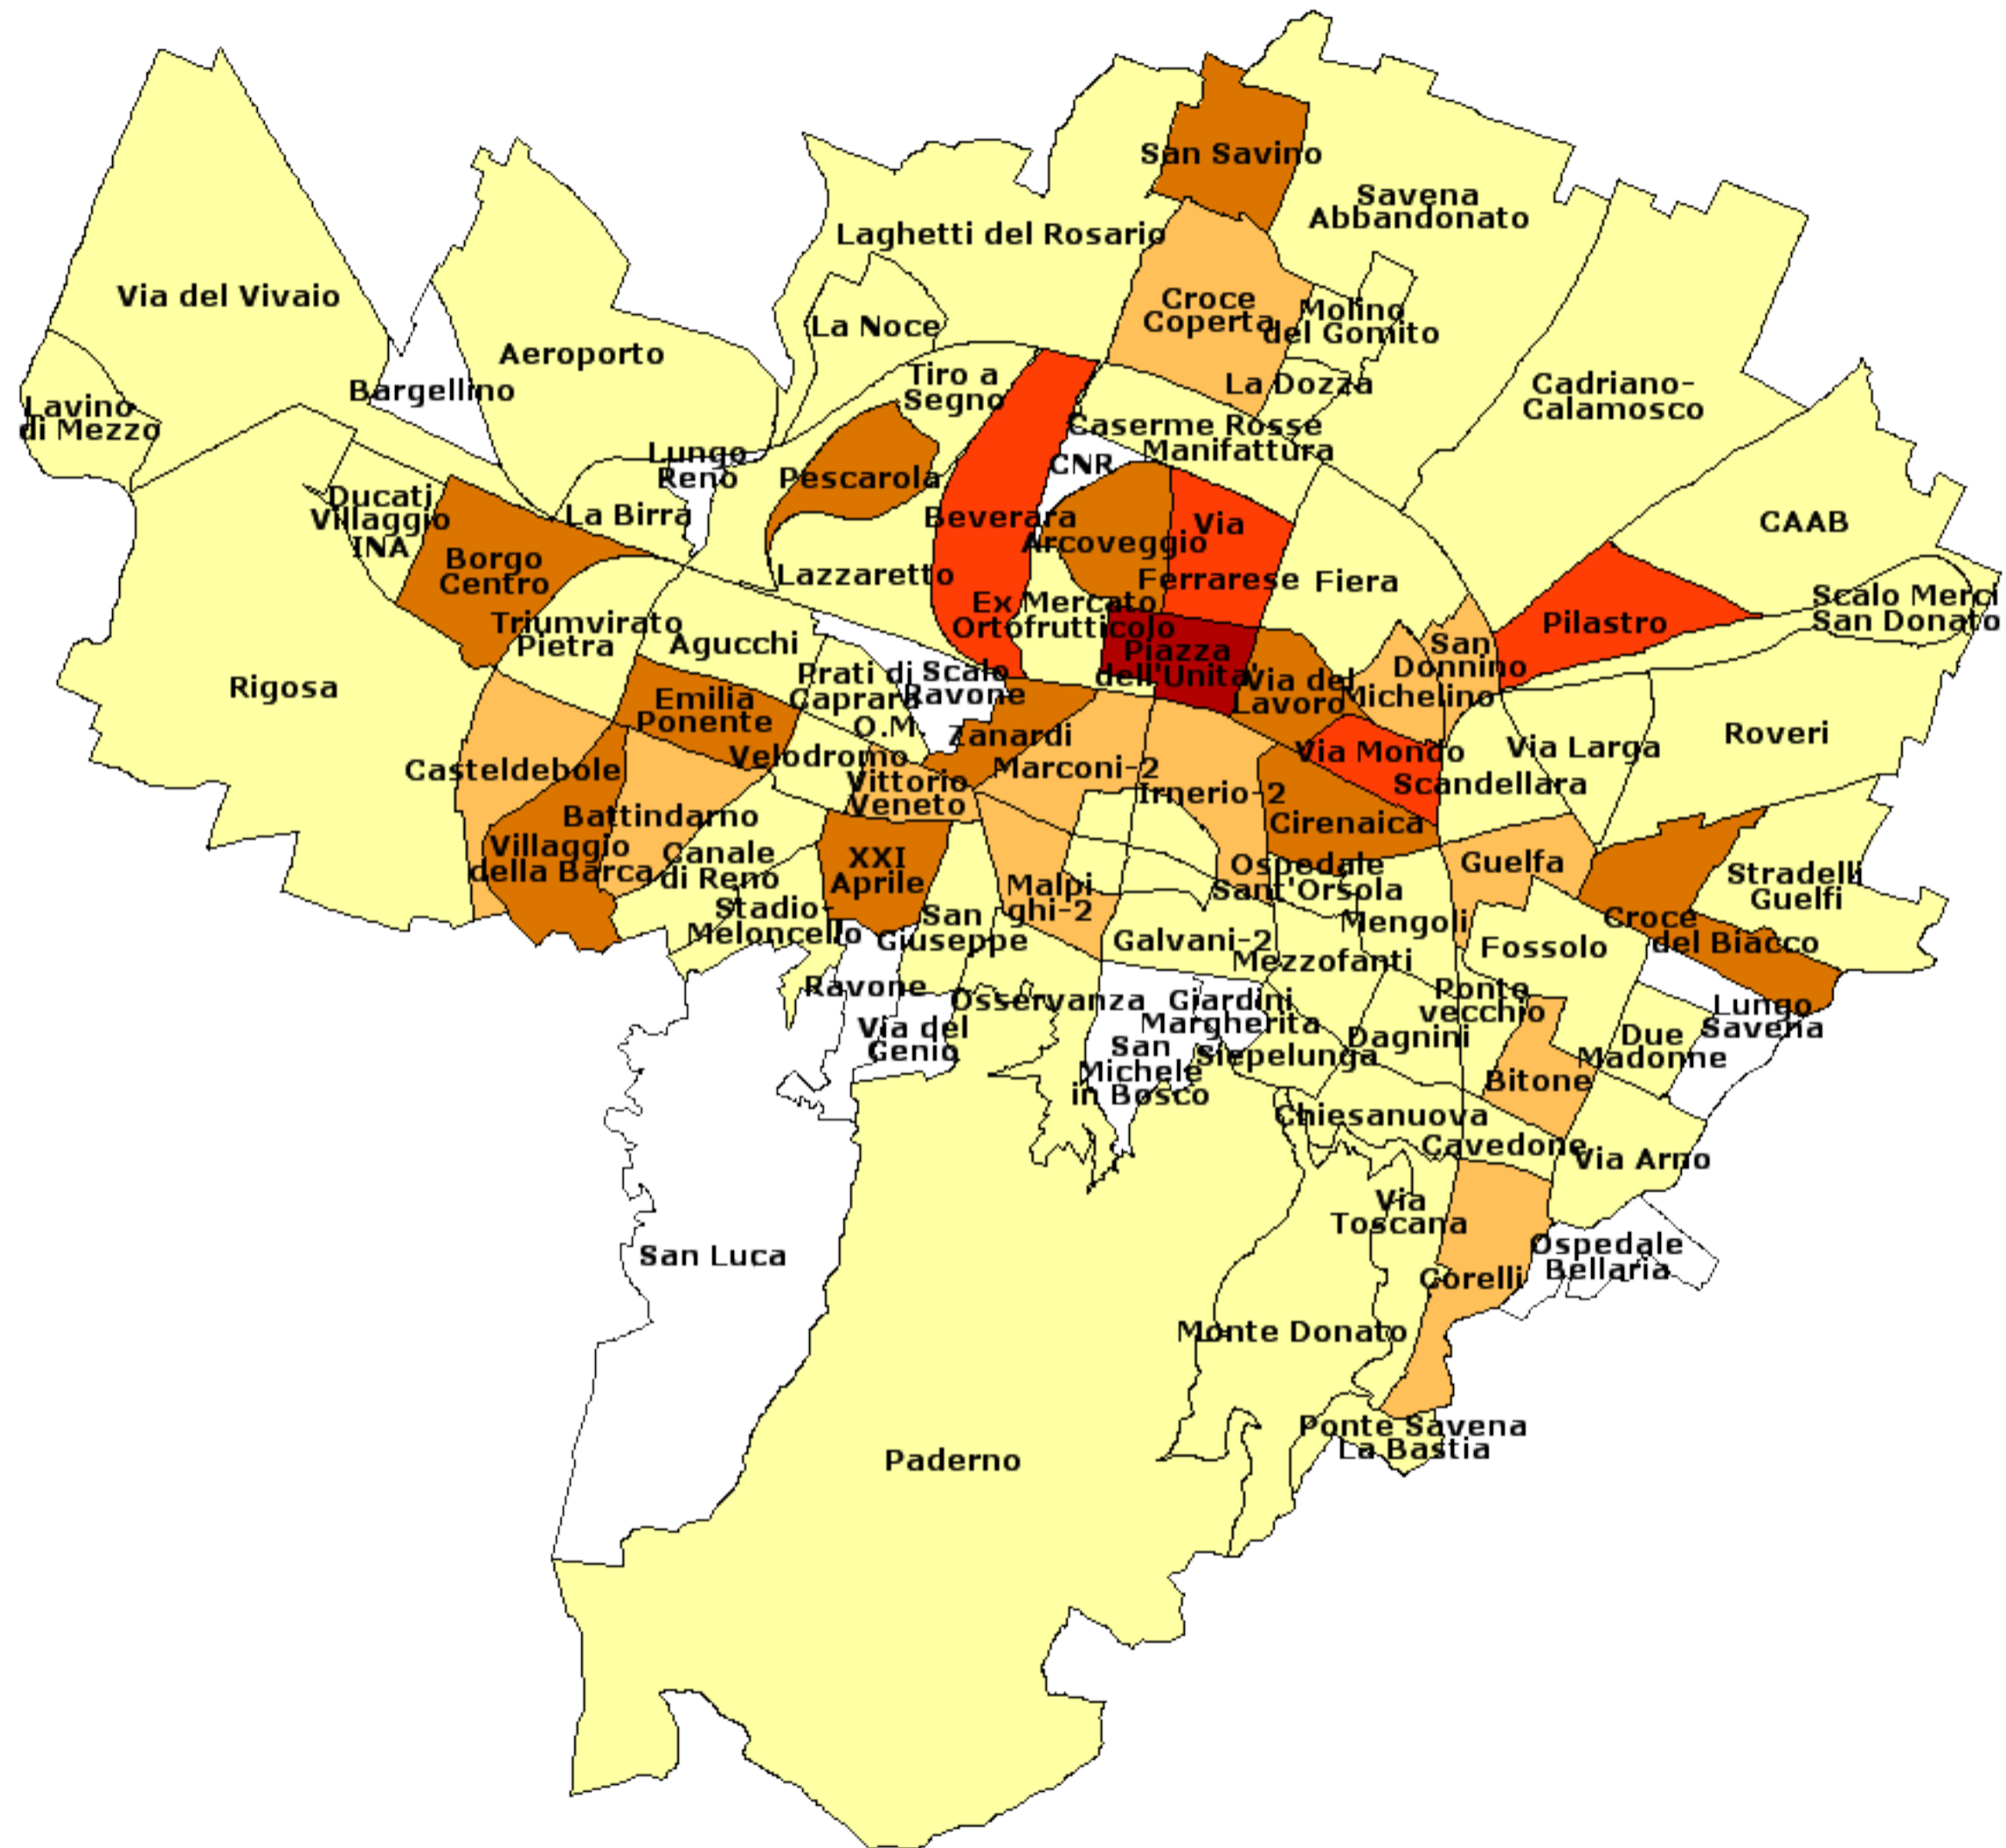 San Savino
Savena
Abbandonato
Laghetti del Rosario
Via del Vivaio
Croce
Coperta
Molino
del Gomito
La Noce
Aeroporto
Bargellino
Tiro a
Segno
La Dozza
Cadriano-
Calamosco
Lavino
di Mezzo
Caserme Rosse
Manifattura
Lungo
Reno
CNR
Pescarola
Ducati
Villaggio
INA
La Birra
Beverara
Via
Ferrarese
CAAB
Arcoveggio
Borgo
Centro
Lazzaretto
Fiera
Ex Mercato
Ortofrutticolo
Scalo Merci
San Donato
Triumvirato
Pietra
Agucchi
Pilastro
San
Donnino
Piazza
dell'Unita'
Prati di
Caprara
O.M
Scalo
Ravone
Via del
Lavoro
Michelino
Rigosa
Emilia
Ponente
Zanardi
Roveri
Velodromo
Via Mondo
Via Larga
Casteldebole
Marconi-2
Vittorio
Veneto
Irnerio-2
Scandellara
Battindarno
Cirenaica
Villaggio
della Barca
Canale
di Reno
XXI
Aprile
Malpi
ghi-2
Ospedale
Sant'Orsola
Guelfa
Stradelli
Guelfi
Stadio-
Meloncello
San
Giuseppe
Mengoli
Croce
del Biacco
Galvani-2
Fossolo
Mezzofanti
Ravone
Osservanza
Giardini
Margherita
Ponte
vecchio
Lungo
Savena
Via del
Genio
San
Michele
in Bosco
Siepelunga
Dagnini
Due
Madonne
Bitone
Chiesanuova
Cavedone
Via Arno
Via
Toscana
San Luca
Ospedale
Bellaria
Corelli
Monte Donato
Ponte Savena
La Bastia
Paderno